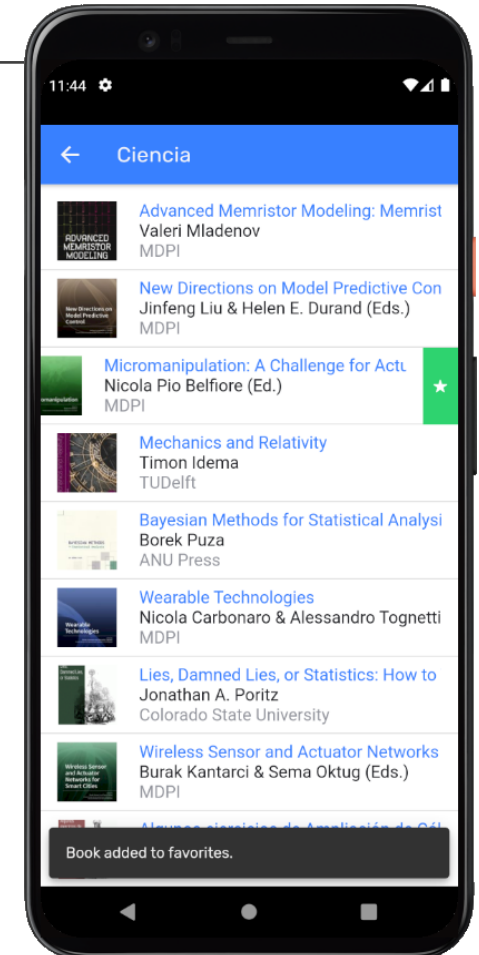 11:44
Ciencia
ADVANCED
MEMRISTOR
MODELING
Advanced Memristor Modeling: Memrist
Valeri Mladenov
MDPI
New Directions on
Model Predictive
Control
New Directions on Model Predictive Con
Jinfeng Liu & Helen E. Durand (Eds.)
MDPI
omanipulation
Micromanipulation: A Challenge for Actu
Nicola Pio Belfiore (Ed.)
MDPI
Mechanics and Relativity
Timon Idema
TUDelft
BAYESIAN METHODS
Bayesian Methods for Statistical Analysi
Borek Puza
ANU Press
Wearable
Technologies
Wearable Technologies
Nicola Carbonaro & Alessandro Tognetti
MDPI
Lies, Damned Lies, or Statistics: How to
Jonathan A. Poritz
Colorado State University
Wireless Sensor
and Actuator
Networks for
Smart Cities
Wireless Sensor and Actuator Networks
Burak Kantarci & Sema Oktug (Eds.)
MDPI
Book added to favorites.